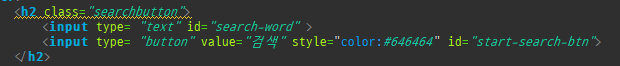 <h2 class="searchbutton">
<input type= "text" id="search-word" >
<input type= "button" value="검색" style="color:#646464" id="start-search-btn">
</h2>